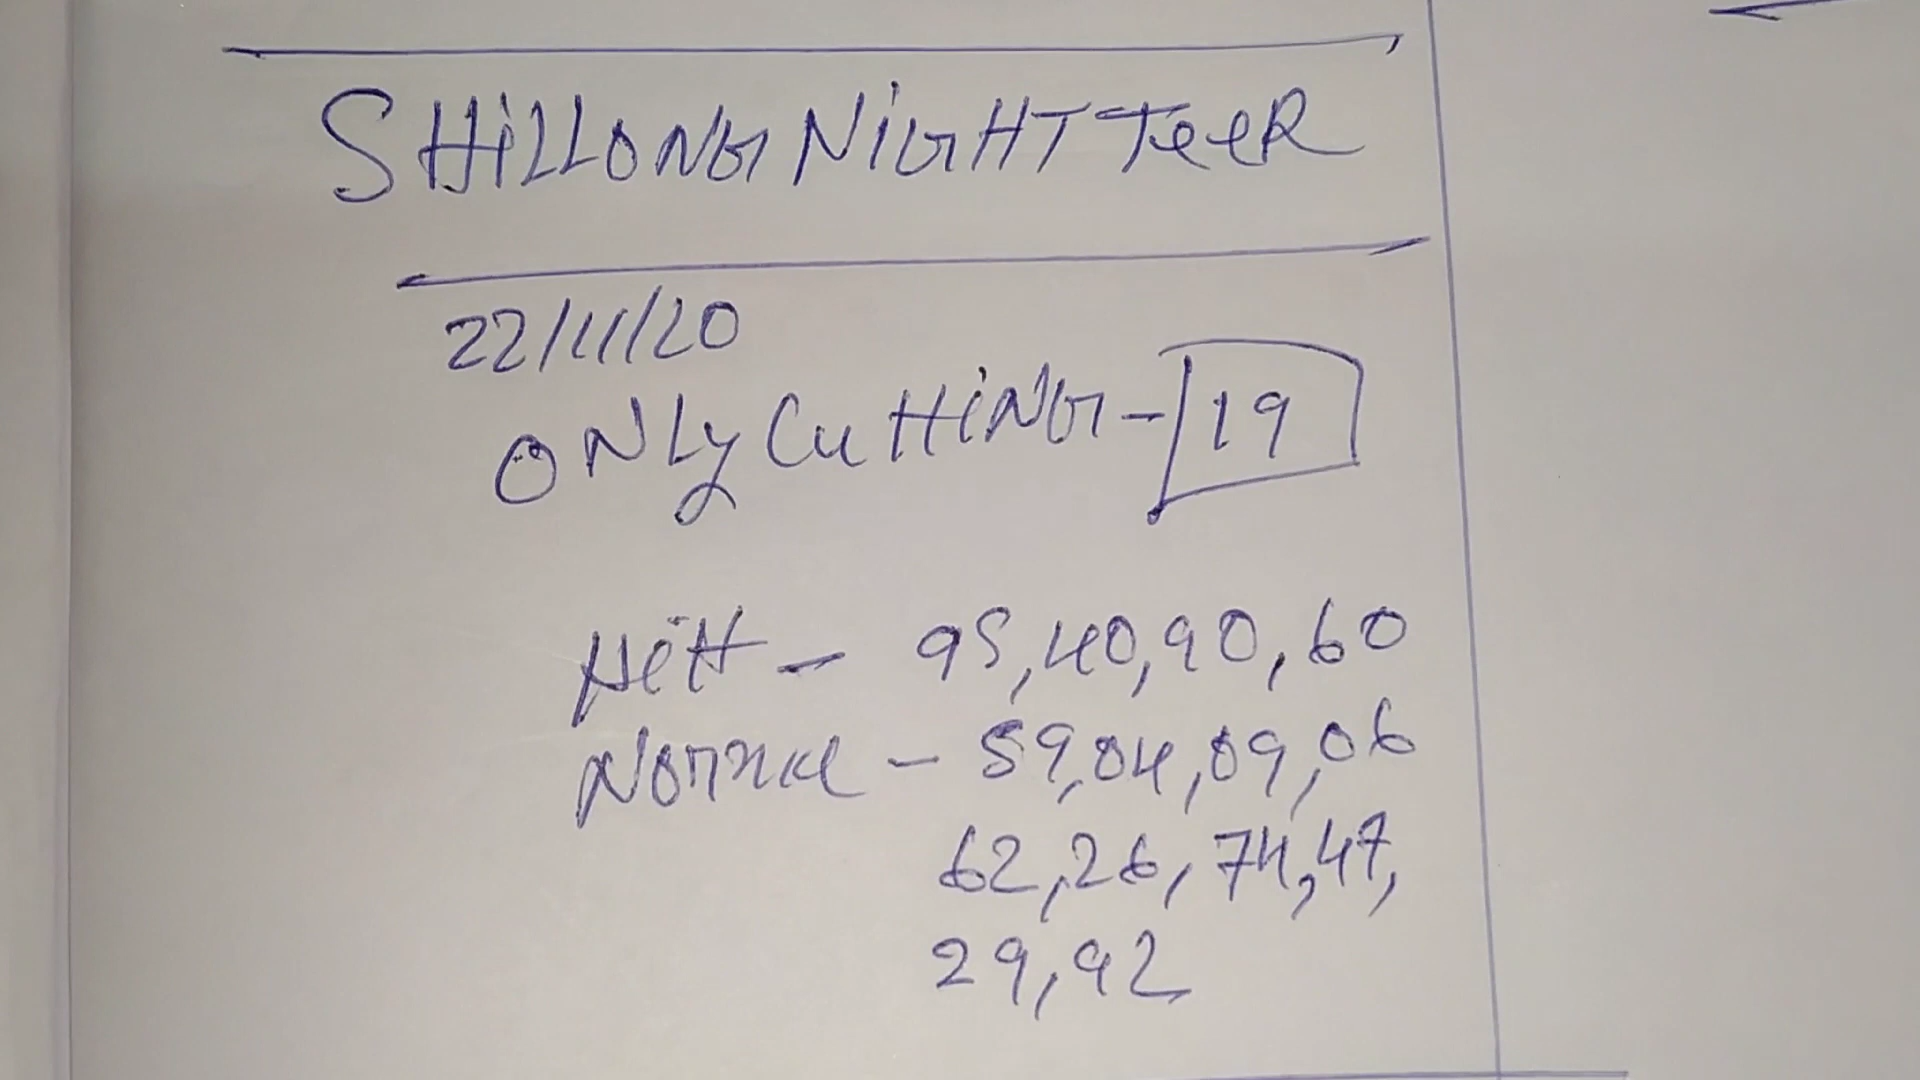 SHiLLONG NiGHT TeeR
22/11/20
ONLy CuttiNG - 19
Hitt - 95,40,90,60
Normal - 59,04,09,06
62,26,74,47,
29,92